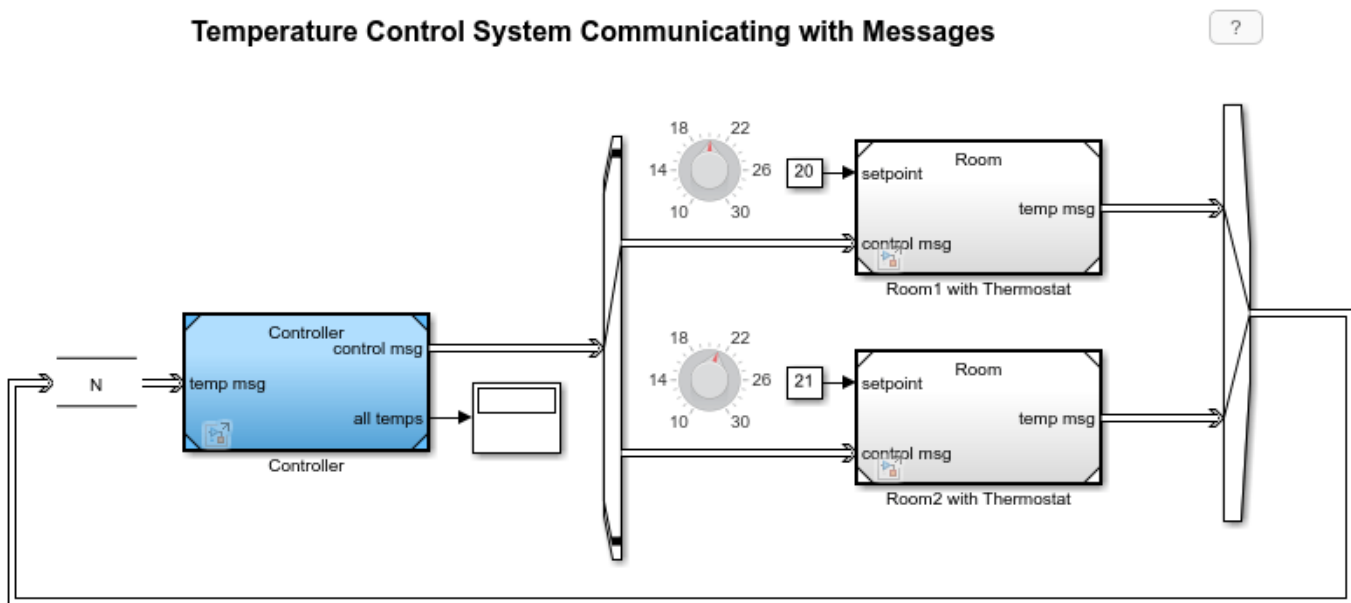 Temperature Control System Communicating with Messages
?
18
22
14
26
10
30
20
Room
setpoint
temp msg
control msg
Room1 with Thermostat
Controller
control msg
temp msg
all temps
Controller
N
18
22
14
26
10
30
21
Room
setpoint
temp msg
control msg
Room2 with Thermostat